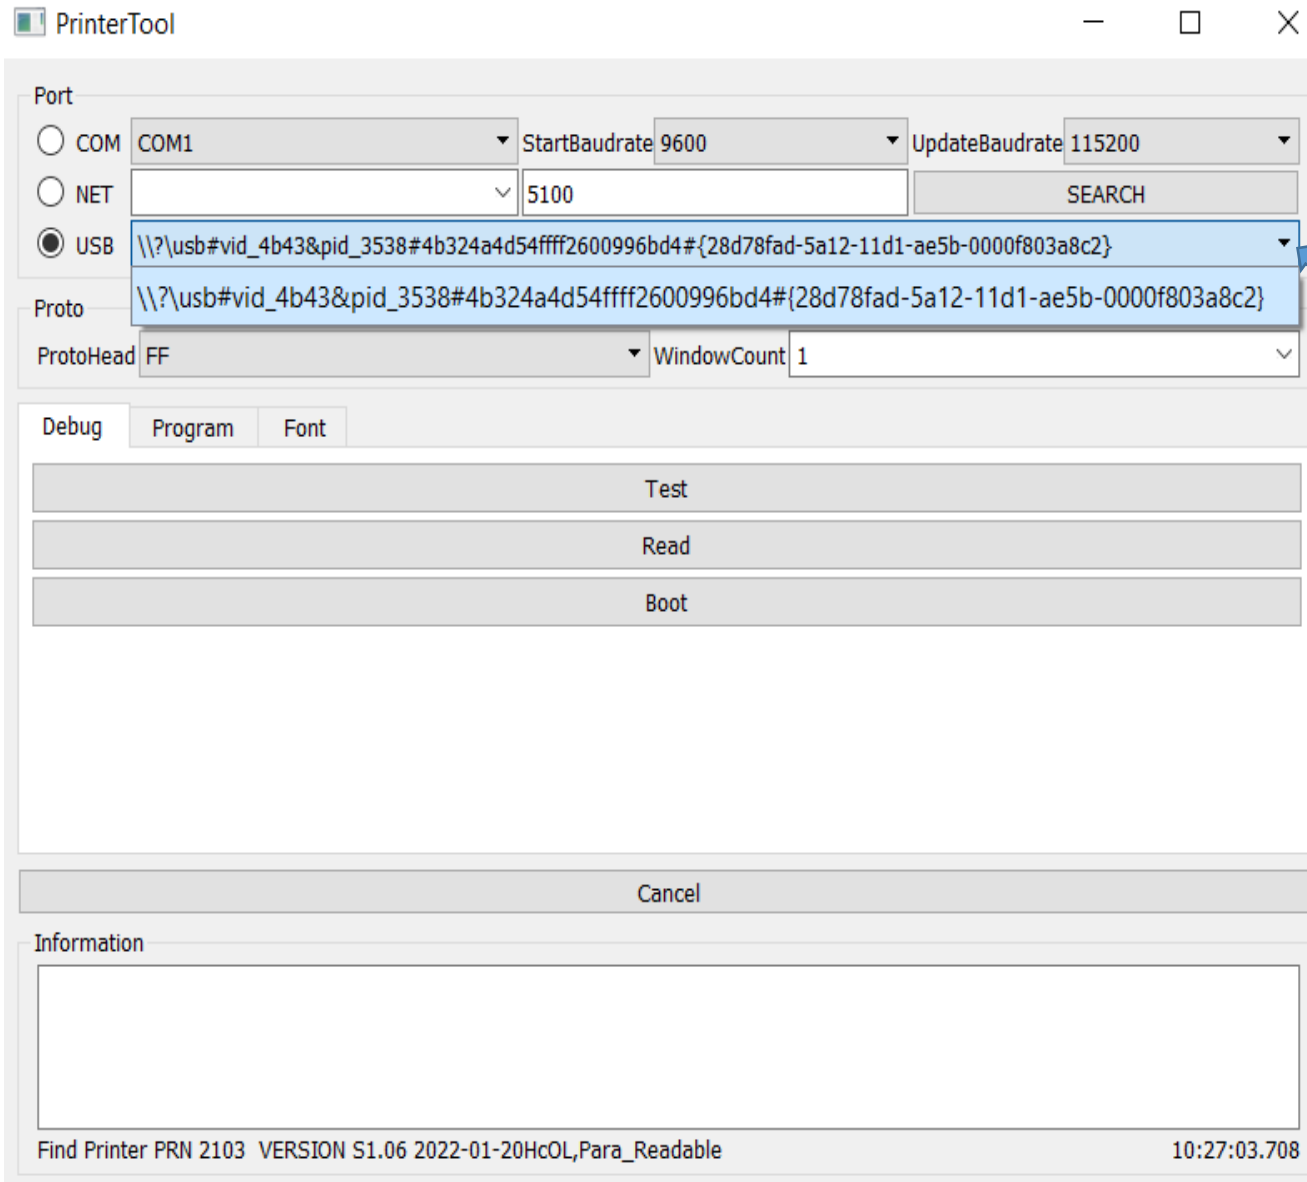 PrinterTool
Port
COM COM1 StartBaudrate 9600 UpdateBaudrate 115200
NET 5100 SEARCH
USB \\?\usb#vid_4b43&pid_3538#4b324a4d54ffff2600996bd4#{28d78fad-5a12-11d1-ae5b-0000f803a8c2}
\\?\usb#vid_4b43&pid_3538#4b324a4d54ffff2600996bd4#{28d78fad-5a12-11d1-ae5b-0000f803a8c2}
Proto
ProtoHead FF WindowCount 1
Debug Program Font
Test
Read
Boot
Cancel
Information
Find Printer PRN 2103 VERSION S1.06 2022-01-20HcOL,Para_Readable 10:27:03.708